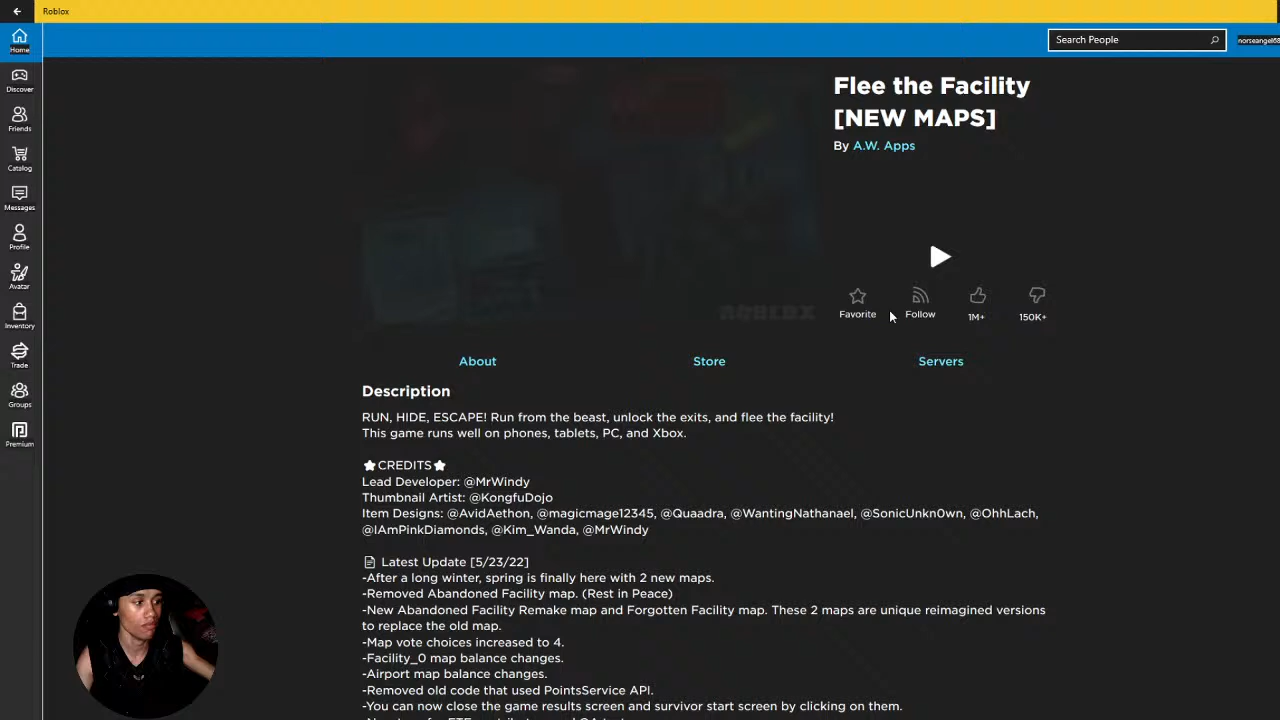 Roblox
Search People
norseangel68
Home
Discover
Friends
Catalog
Messages
Profile
Avatar
Inventory
Trade
Groups
Premium
Flee the Facility
[NEW MAPS]
By A.W. Apps
ROBLOX
Favorite
Follow
1M+
150K+
About
Store
Servers
Description
RUN, HIDE, ESCAPE! Run from the beast, unlock the exits, and flee the facility!
This game runs well on phones, tablets, PC, and Xbox.
⭐CREDITS⭐
Lead Developer: @MrWindy
Thumbnail Artist: @KongfuDojo
Item Designs: @AvidAethon, @magicmage12345, @Quaadra, @WantingNathanael, @SonicUnkn0wn, @OhhLach,
@IAmPinkDiamonds, @Kim_Wanda, @MrWindy
📄 Latest Update [5/23/22]
-After a long winter, spring is finally here with 2 new maps.
-Removed Abandoned Facility map. (Rest in Peace)
-New Abandoned Facility Remake map and Forgotten Facility map. These 2 maps are unique reimagined versions
to replace the old map.
-Map vote choices increased to 4.
-Facility_0 map balance changes.
-Airport map balance changes.
-Removed old code that used PointsService API.
-You can now close the game results screen and survivor start screen by clicking on them.